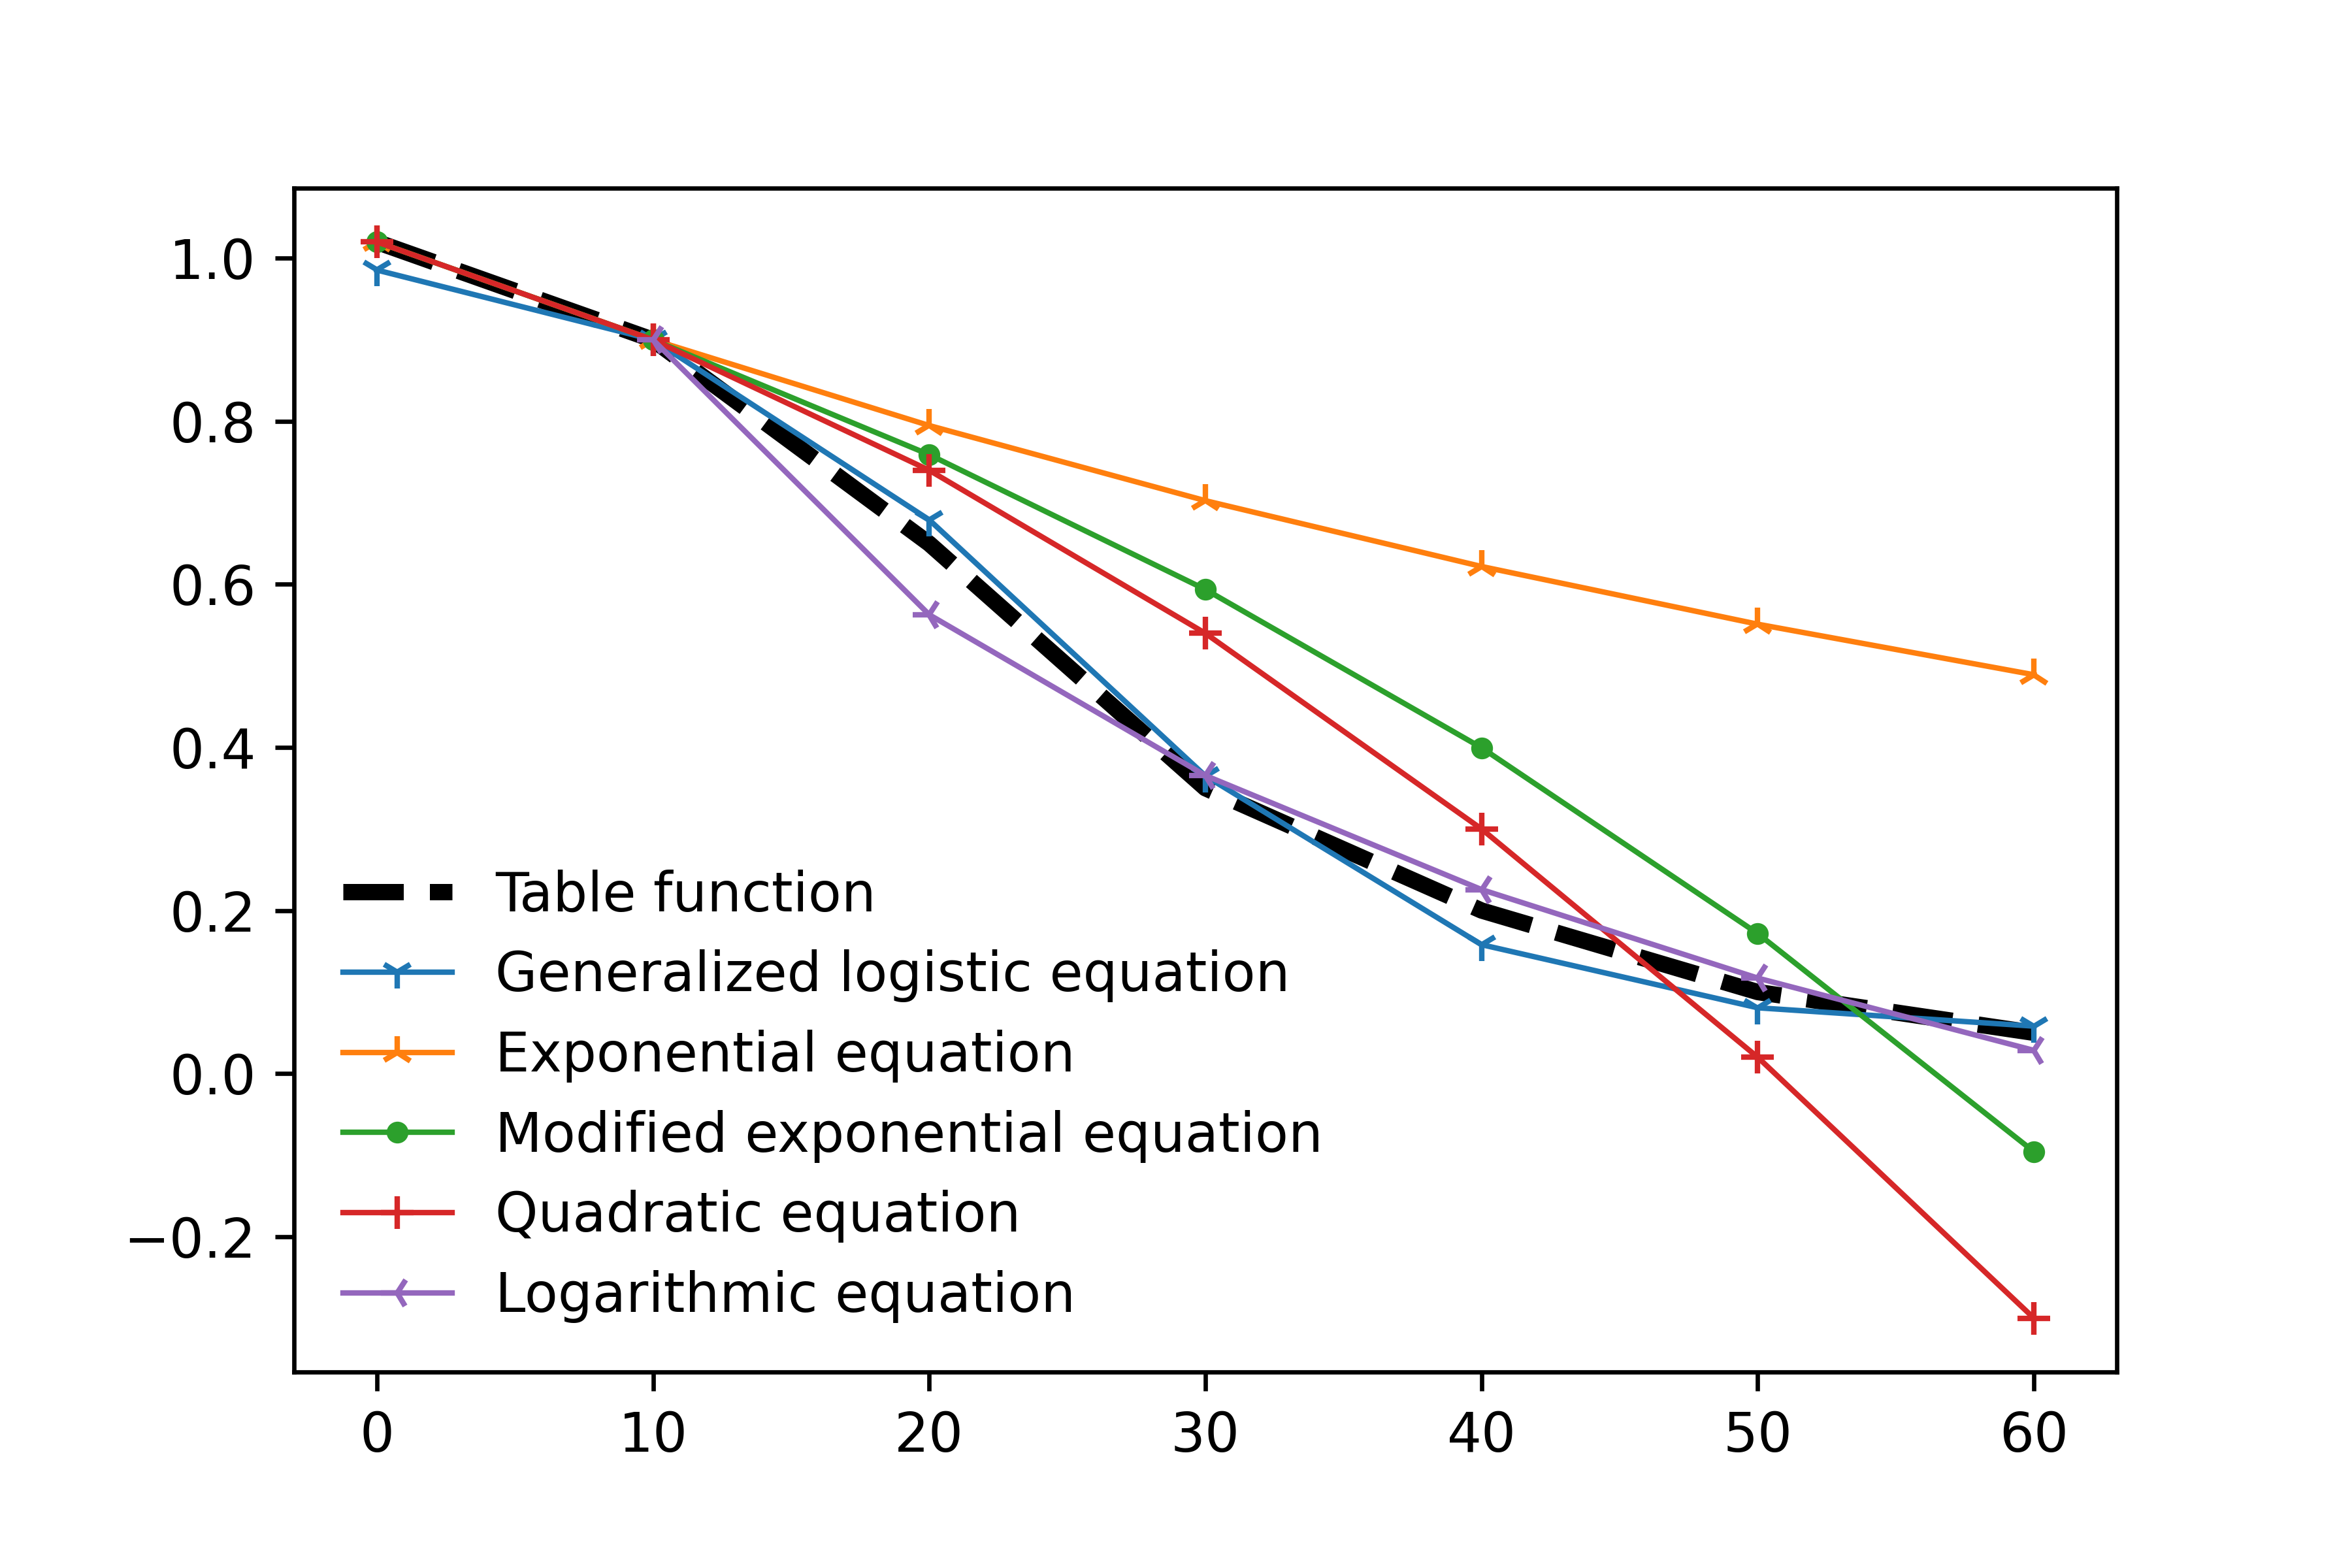 1.0
0.8
0.6
0.4
0.2
0.0
−0.2
Table function
Generalized logistic equation
Exponential equation
Modified exponential equation
Quadratic equation
Logarithmic equation
0 10 20 30 40 50 60